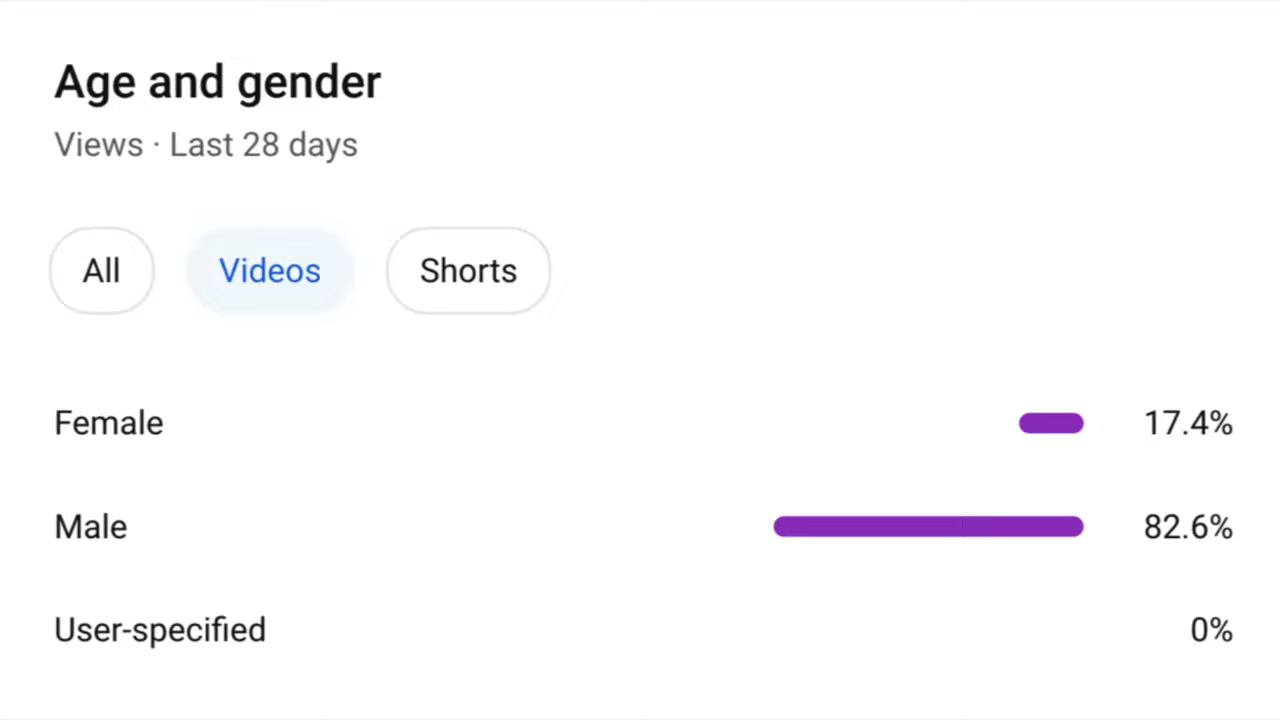 Age and gender
Views · Last 28 days
All Videos Shorts
Female 17.4%
Male 82.6%
User-specified 0%